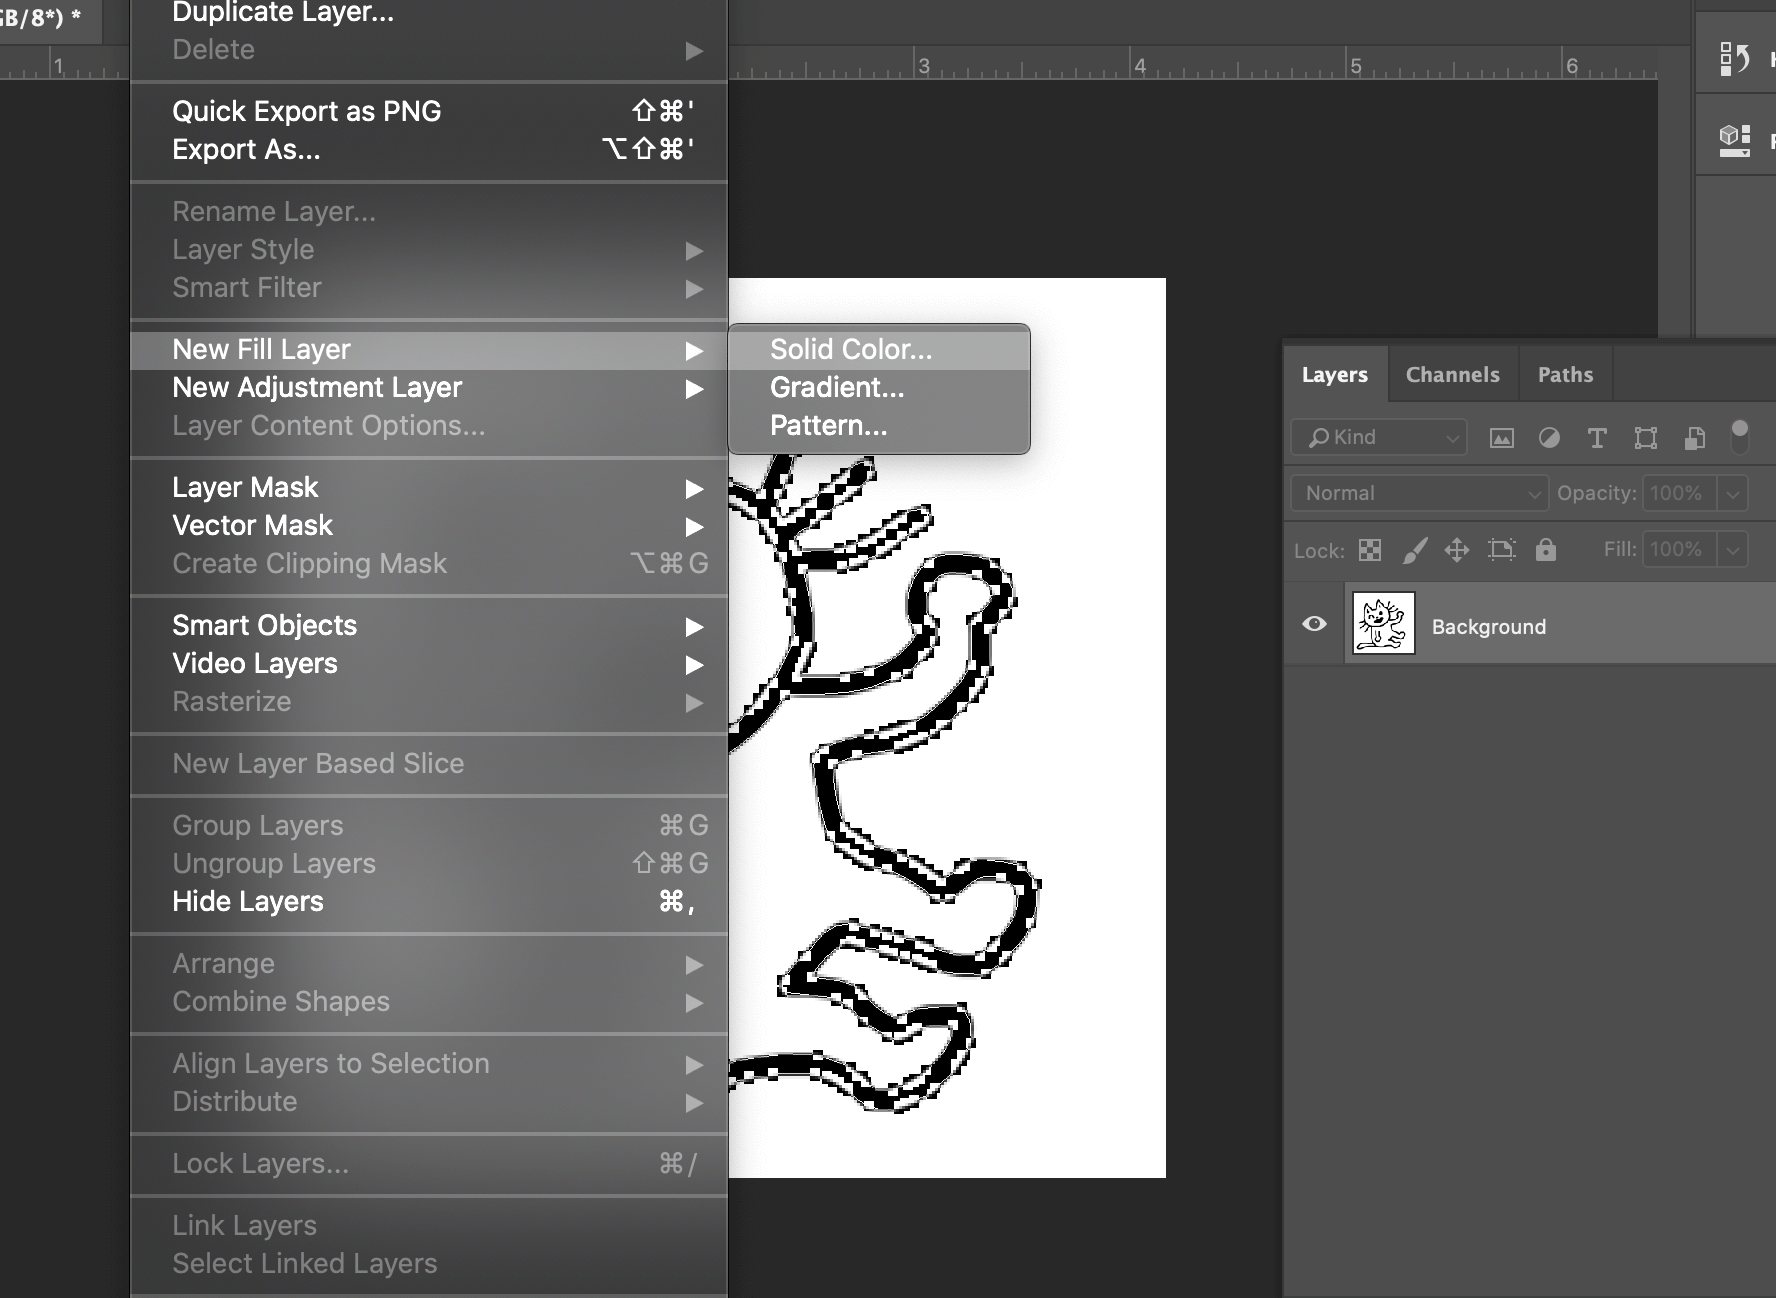 GB/8*) *
Duplicate Layer...
Delete ▶
1
3
4
5
6
Quick Export as PNG ⇧⌘'
Export As... ⌥⇧⌘'
Rename Layer...
Layer Style ▶
Smart Filter ▶
New Fill Layer ▶
New Adjustment Layer ▶
Layer Content Options...
Solid Color...
Gradient...
Pattern...
Layer Mask ▶
Vector Mask ▶
Create Clipping Mask ⌥⌘G
Smart Objects ▶
Video Layers ▶
Rasterize ▶
New Layer Based Slice
Group Layers ⌘G
Ungroup Layers ⇧⌘G
Hide Layers ⌘,
Arrange ▶
Combine Shapes ▶
Align Layers to Selection ▶
Distribute ▶
Lock Layers... ⌘/
Link Layers
Select Linked Layers
Layers Channels Paths
Kind
Normal Opacity: 100%
Lock: Fill: 100%
Background